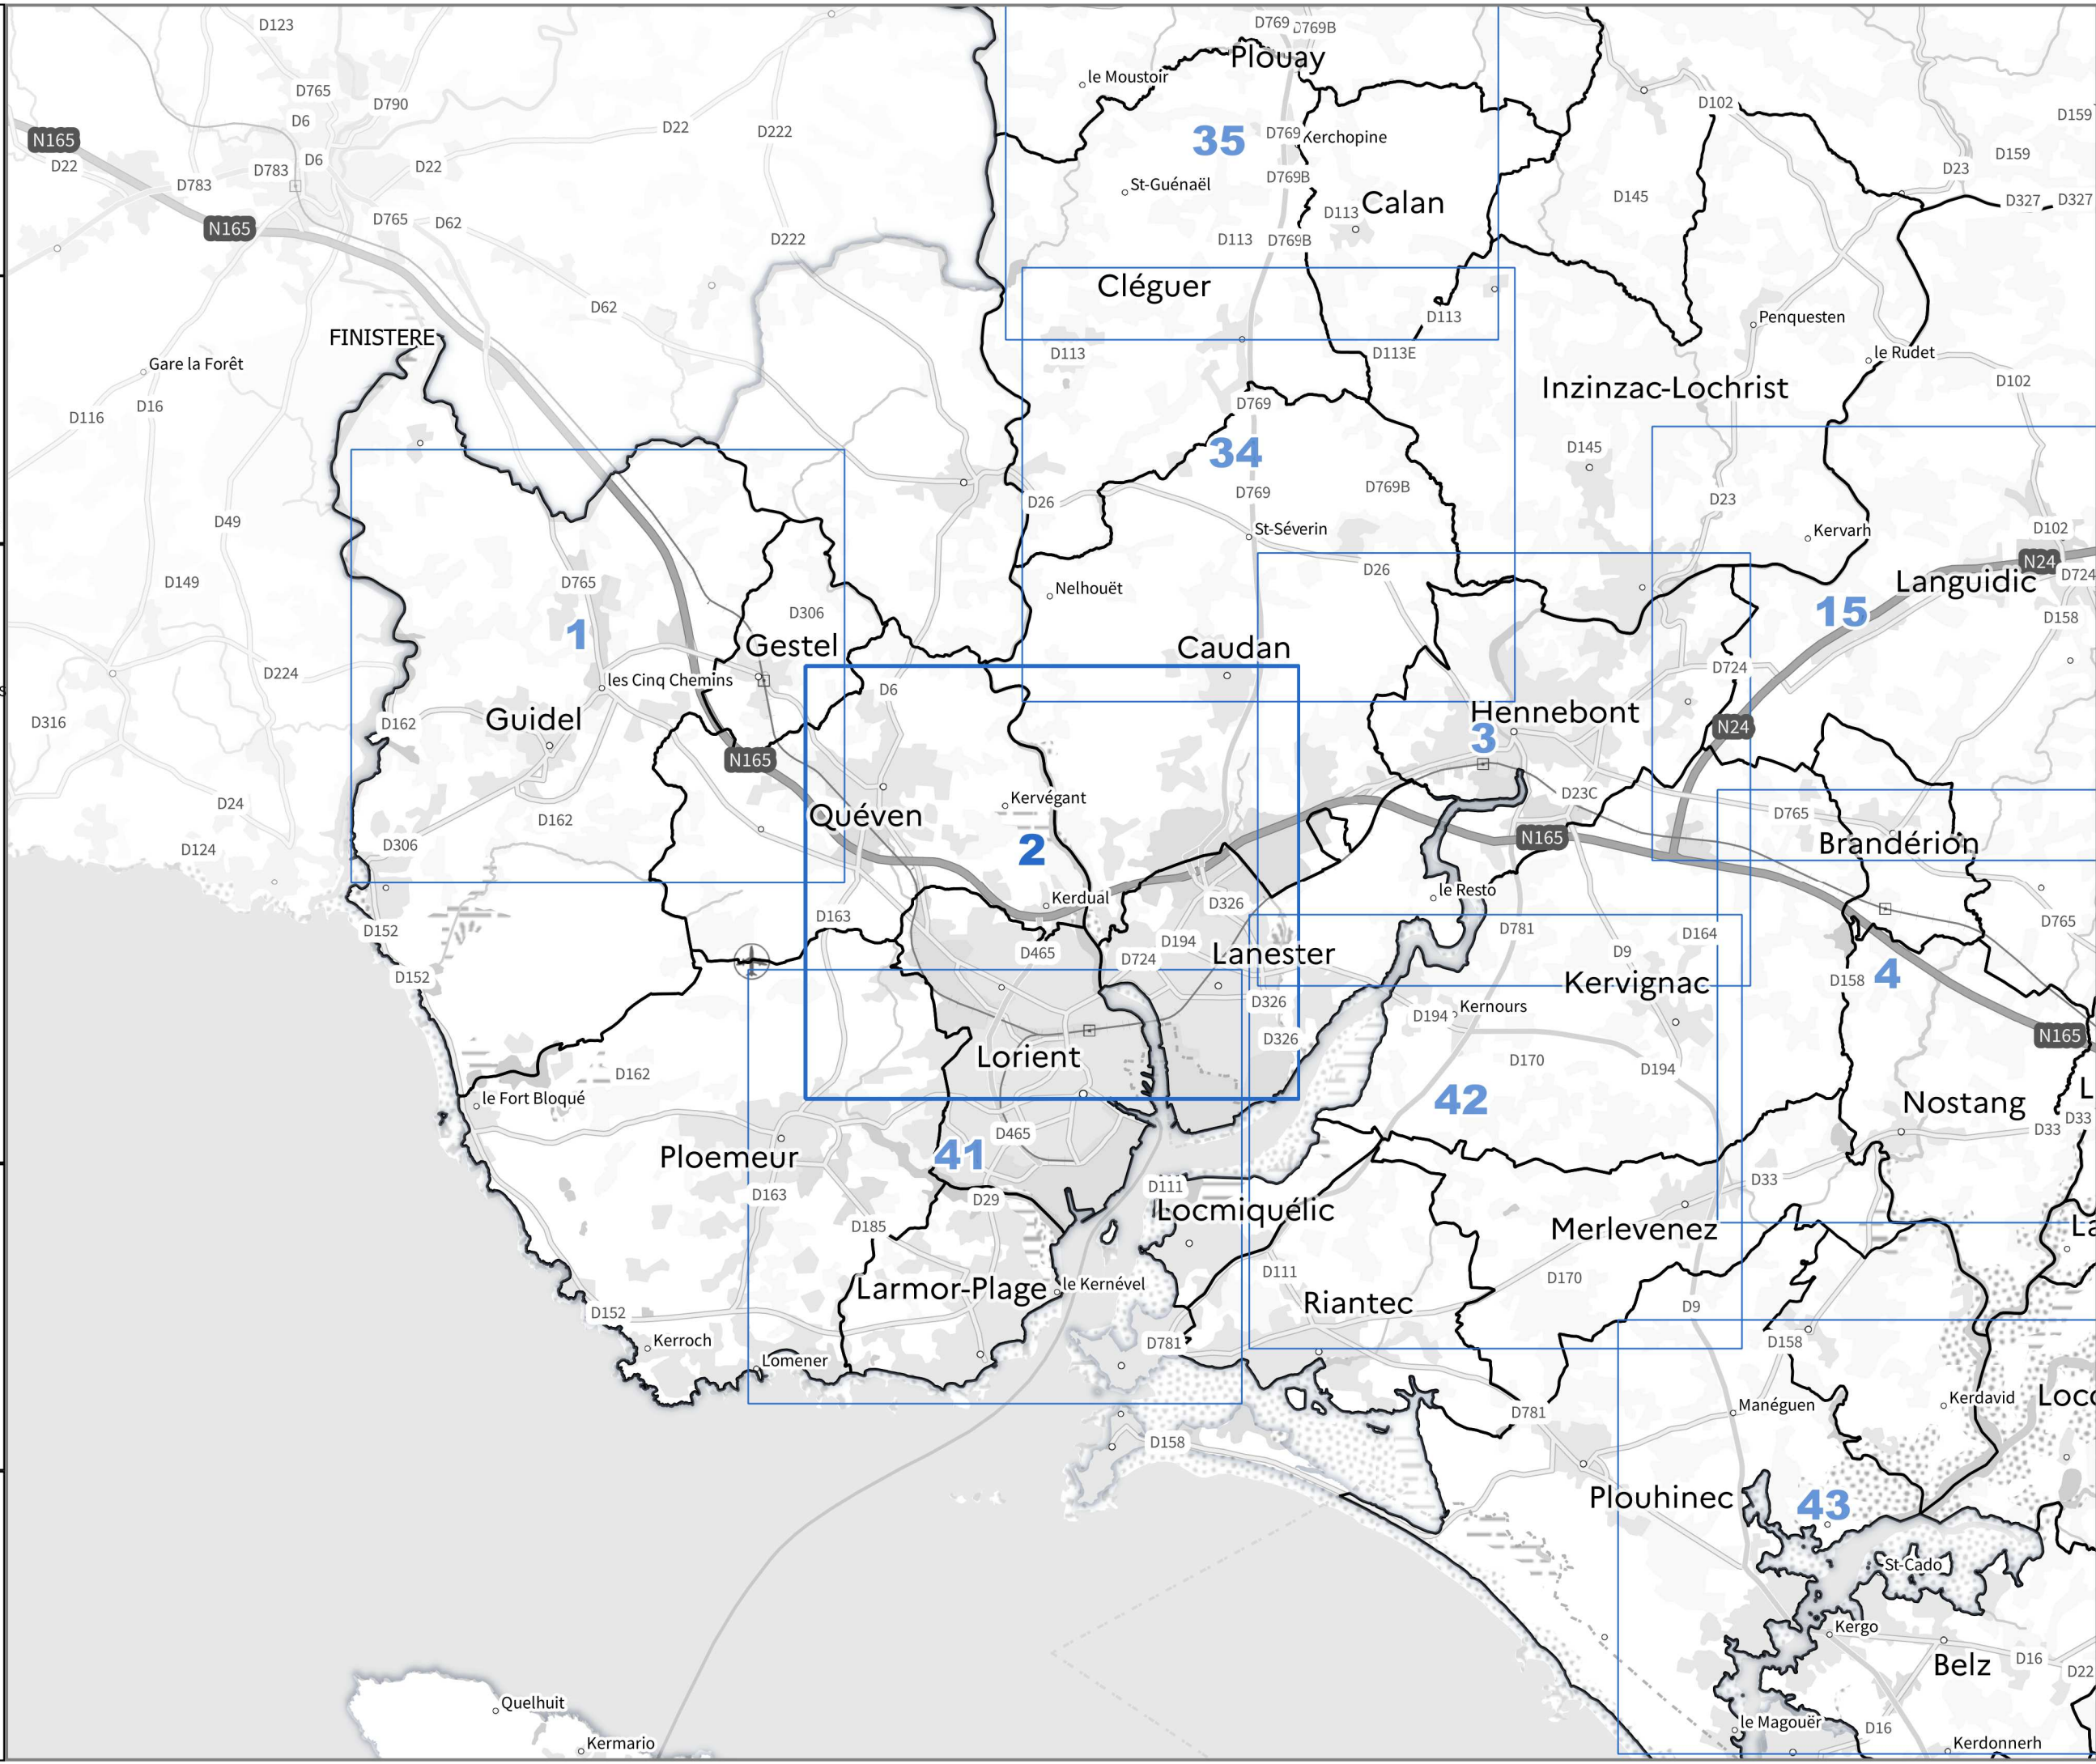 D123
D769
D769B
Plouay
le Moustoir
D765
D790
D6
D102
D159
N165
D22
D222
35
D769
Kerchopine
D22
D783
D783
D6
D22
St-Guénaël
D769B
D145
D159
D23
D327
D327
N165
D765
D62
D222
D113
Calan
D113
D769B
Cléguer
D62
D113
Penquesten
FINISTERE
Gare la Forêt
D113
D113E
le Rudet
D116
D16
D769
Inzinzac-Lochrist
D102
34
D145
D49
D26
D769
D769B
D23
St-Séverin
Kervarh
D102
D149
D765
D26
N24
Languidic
D724
Nelhouët
D306
15
D158
1
Gestel
Caudan
D224
les Cinq Chemins
D6
D724
D316
D162
Guidel
Hennebont
3
N24
N165
D24
D162
Quéven
Kervégant
D23C
D765
D124
D306
2
N165
Brandérion
Kerdual
D326
le Resto
D163
D152
D465
D724
D194
Lanester
D781
D9
D164
D765
D152
D326
Kervignac
D158
4
D194
Kernours
D326
N165
Lorient
D170
D194
D162
le Fort Bloqué
42
Nostang
L
D33
D33
D465
Ploemeur
41
D163
D29
D111
D33
D185
Locmiquélic
Merlevenez
La
D111
D170
Larmor-Plage
le Kernével
Riantec
D9
D152
Kerroch
Lomener
D781
D158
Manéguen
Kerdavid
Loco
D781
D158
Plouhinec
43
St-Cado
Kergo
Belz
D16
D22
Quelhuit
le Magouër
D16
Kermario
Kerdonnerh